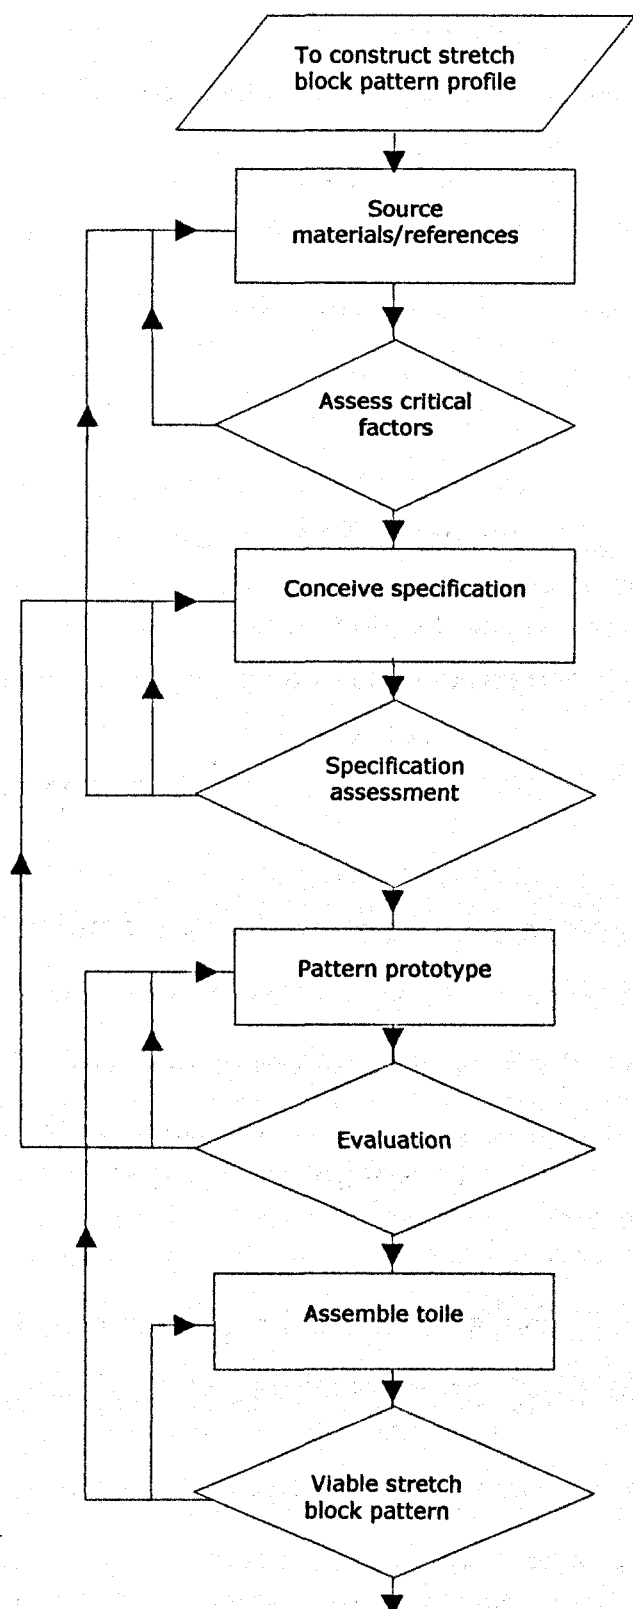 To construct stretch
block pattern profile
Source
materials/references
Assess critical
factors
Conceive specification
Specification
assessment
Pattern prototype
Evaluation
Assemble toile
Viable stretch
block pattern